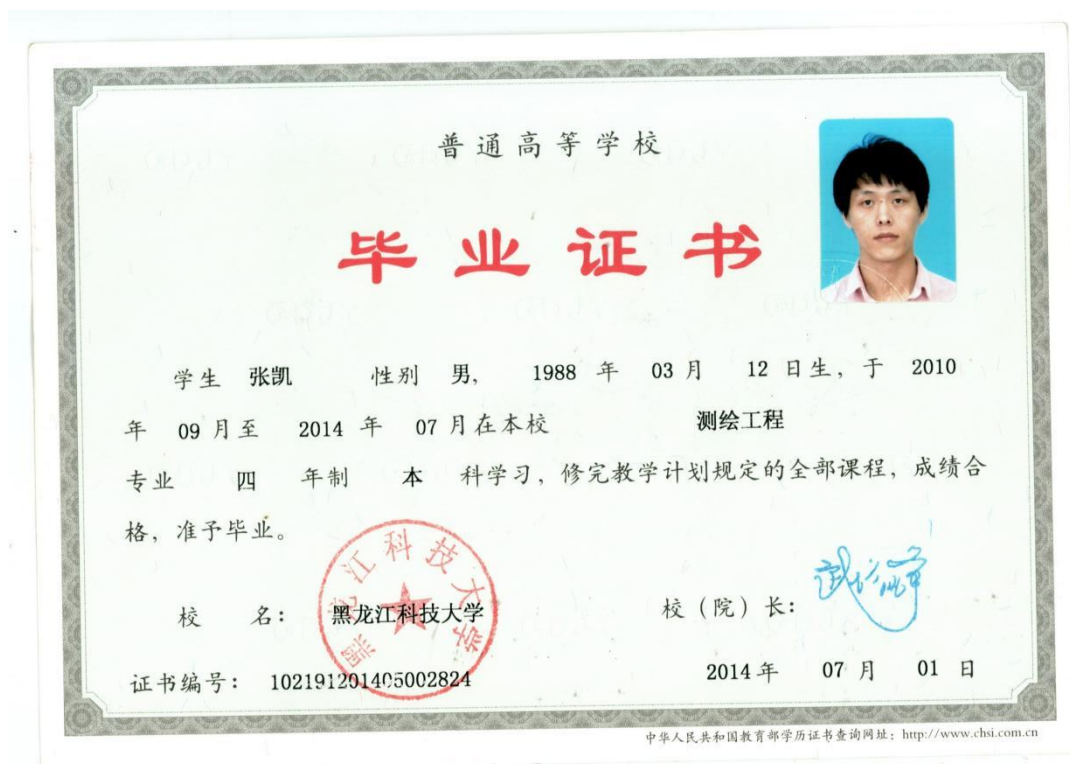 普通高等学校
毕业证书
学生 张凯 性别 男, 1988 年 03 月 12 日生，于 2010
年 09 月至 2014 年 07 月在本校 测绘工程
专业 四 年制 本 科学习，修完教学计划规定的全部课程，成绩合
格，准予毕业。
黑龙江科技大学
校 名： 黑龙江科技大学 校（院）长：
证书编号： 102191201405002824 2014 年 07 月 01 日
中华人民共和国教育部学历证书查询网址：http://www.chsi.com.cn